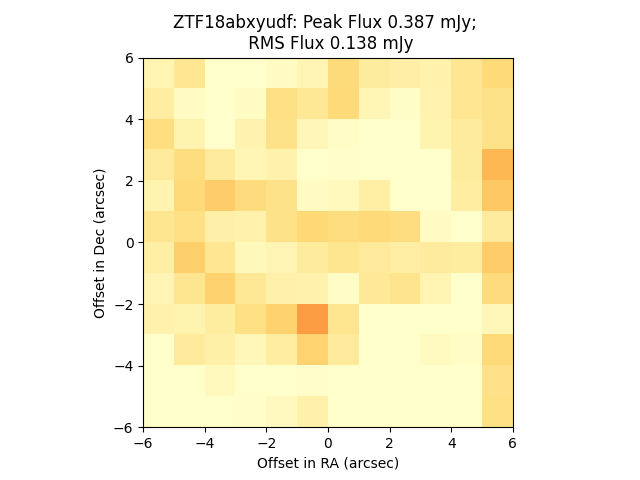 ZTF18abxyudf: Peak Flux 0.387 mJy;
RMS Flux 0.138 mJy
6
4
2
0
−2
−4
−6
Offset in Dec (arcsec)
−6 −4 −2 0 2 4 6
Offset in RA (arcsec)